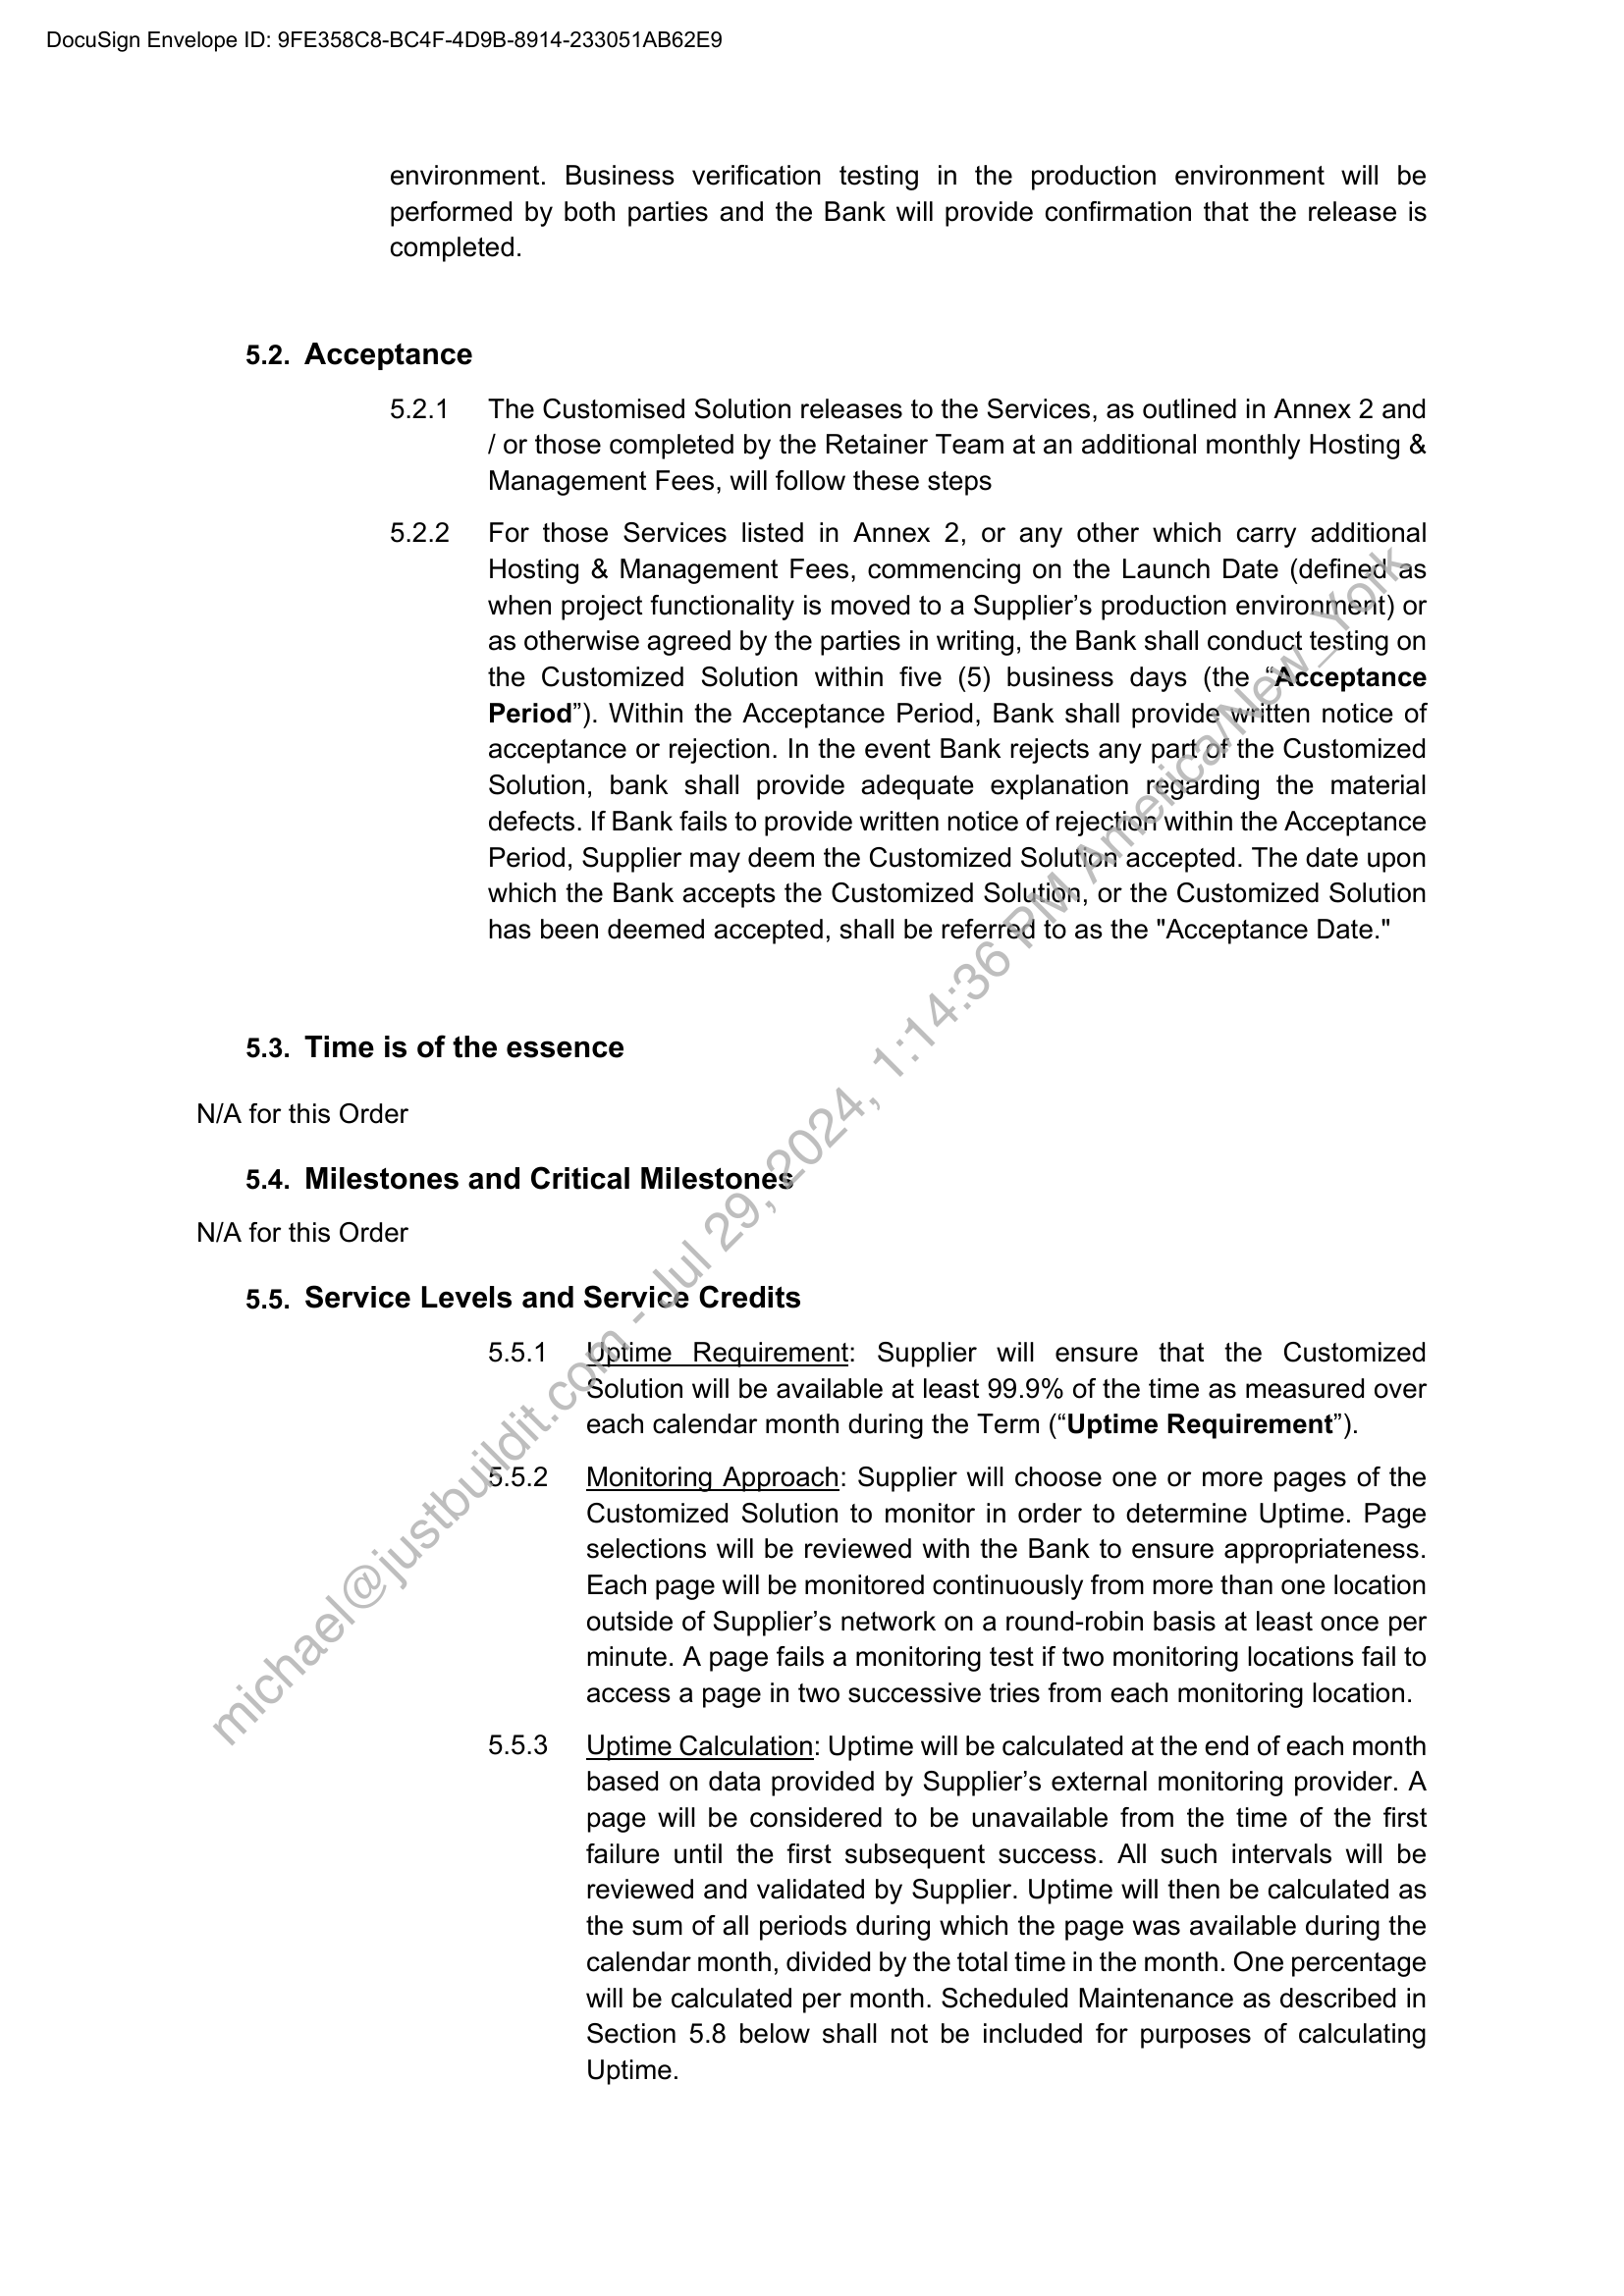 DocuSign Envelope ID: 9FE358C8-BC4F-4D9B-8914-233051AB62E9
environment. Business verification testing in the production environment will be
performed by both parties and the Bank will provide confirmation that the release is
completed.
5.2. Acceptance
5.2.1 The Customised Solution releases to the Services, as outlined in Annex 2 and
/ or those completed by the Retainer Team at an additional monthly Hosting &
Management Fees, will follow these steps
5.2.2 For those Services listed in Annex 2, or any other which carry additional
Hosting & Management Fees, commencing on the Launch Date (defined as
when project functionality is moved to a Supplier’s production environment) or
as otherwise agreed by the parties in writing, the Bank shall conduct testing on
the Customized Solution within five (5) business days (the “Acceptance
Period”). Within the Acceptance Period, Bank shall provide written notice of
acceptance or rejection. In the event Bank rejects any part of the Customized
Solution, bank shall provide adequate explanation regarding the material
defects. If Bank fails to provide written notice of rejection within the Acceptance
Period, Supplier may deem the Customized Solution accepted. The date upon
which the Bank accepts the Customized Solution, or the Customized Solution
has been deemed accepted, shall be referred to as the "Acceptance Date."
5.3. Time is of the essence
N/A for this Order
5.4. Milestones and Critical Milestones
N/A for this Order
5.5. Service Levels and Service Credits
5.5.1 Uptime Requirement: Supplier will ensure that the Customized
Solution will be available at least 99.9% of the time as measured over
each calendar month during the Term (“Uptime Requirement”).
5.5.2 Monitoring Approach: Supplier will choose one or more pages of the
Customized Solution to monitor in order to determine Uptime. Page
selections will be reviewed with the Bank to ensure appropriateness.
Each page will be monitored continuously from more than one location
outside of Supplier’s network on a round-robin basis at least once per
minute. A page fails a monitoring test if two monitoring locations fail to
access a page in two successive tries from each monitoring location.
5.5.3 Uptime Calculation: Uptime will be calculated at the end of each month
based on data provided by Supplier’s external monitoring provider. A
page will be considered to be unavailable from the time of the first
failure until the first subsequent success. All such intervals will be
reviewed and validated by Supplier. Uptime will then be calculated as
the sum of all periods during which the page was available during the
calendar month, divided by the total time in the month. One percentage
will be calculated per month. Scheduled Maintenance as described in
Section 5.8 below shall not be included for purposes of calculating
Uptime.
michael@justbuildit.com - Jul 29, 2024, 1:14:36 PM America/New_York